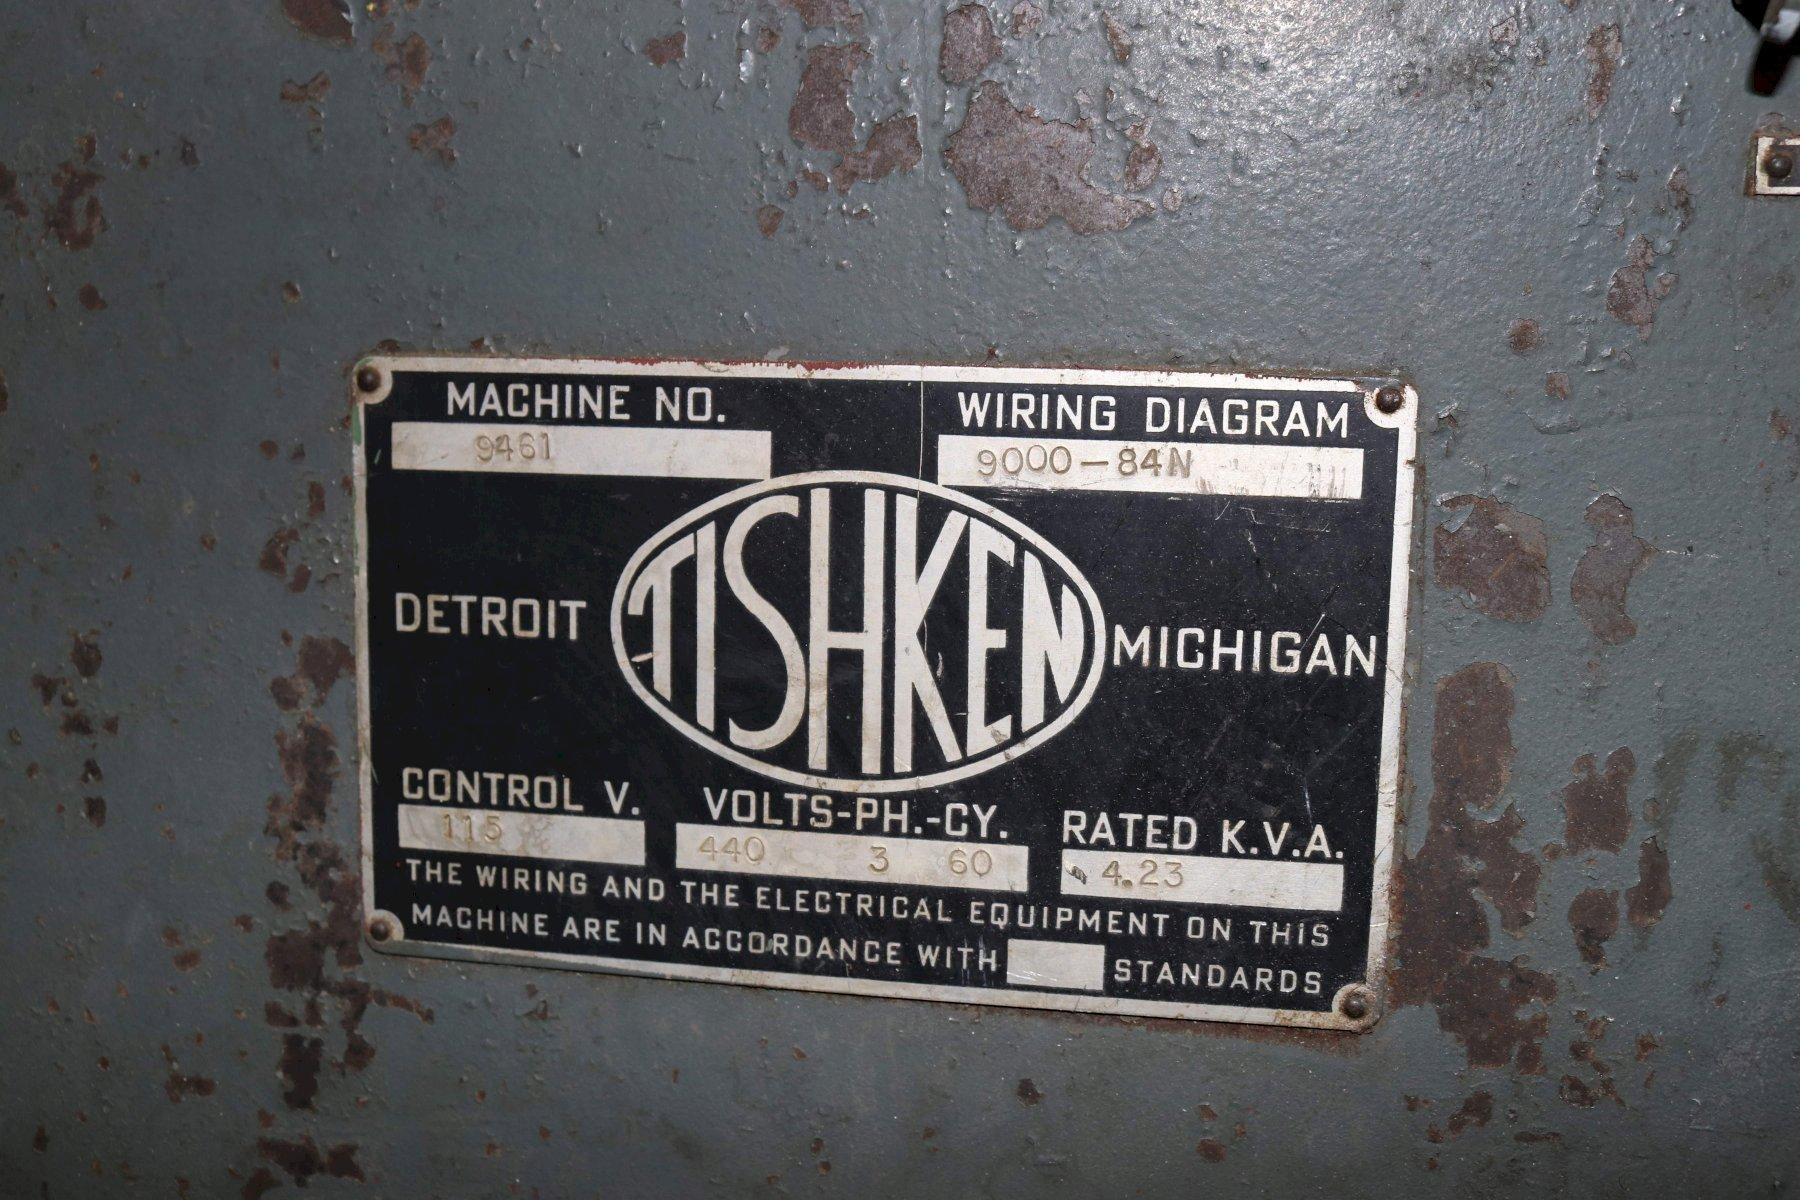 MACHINE NO. WIRING DIAGRAM
9461 9000-84N
DETROIT TISHKEN MICHIGAN
CONTROL V. VOLTS-PH.-CY. RATED K.V.A.
115 440 3 60 4.23
THE WIRING AND THE ELECTRICAL EQUIPMENT ON THIS
MACHINE ARE IN ACCORDANCE WITH STANDARDS